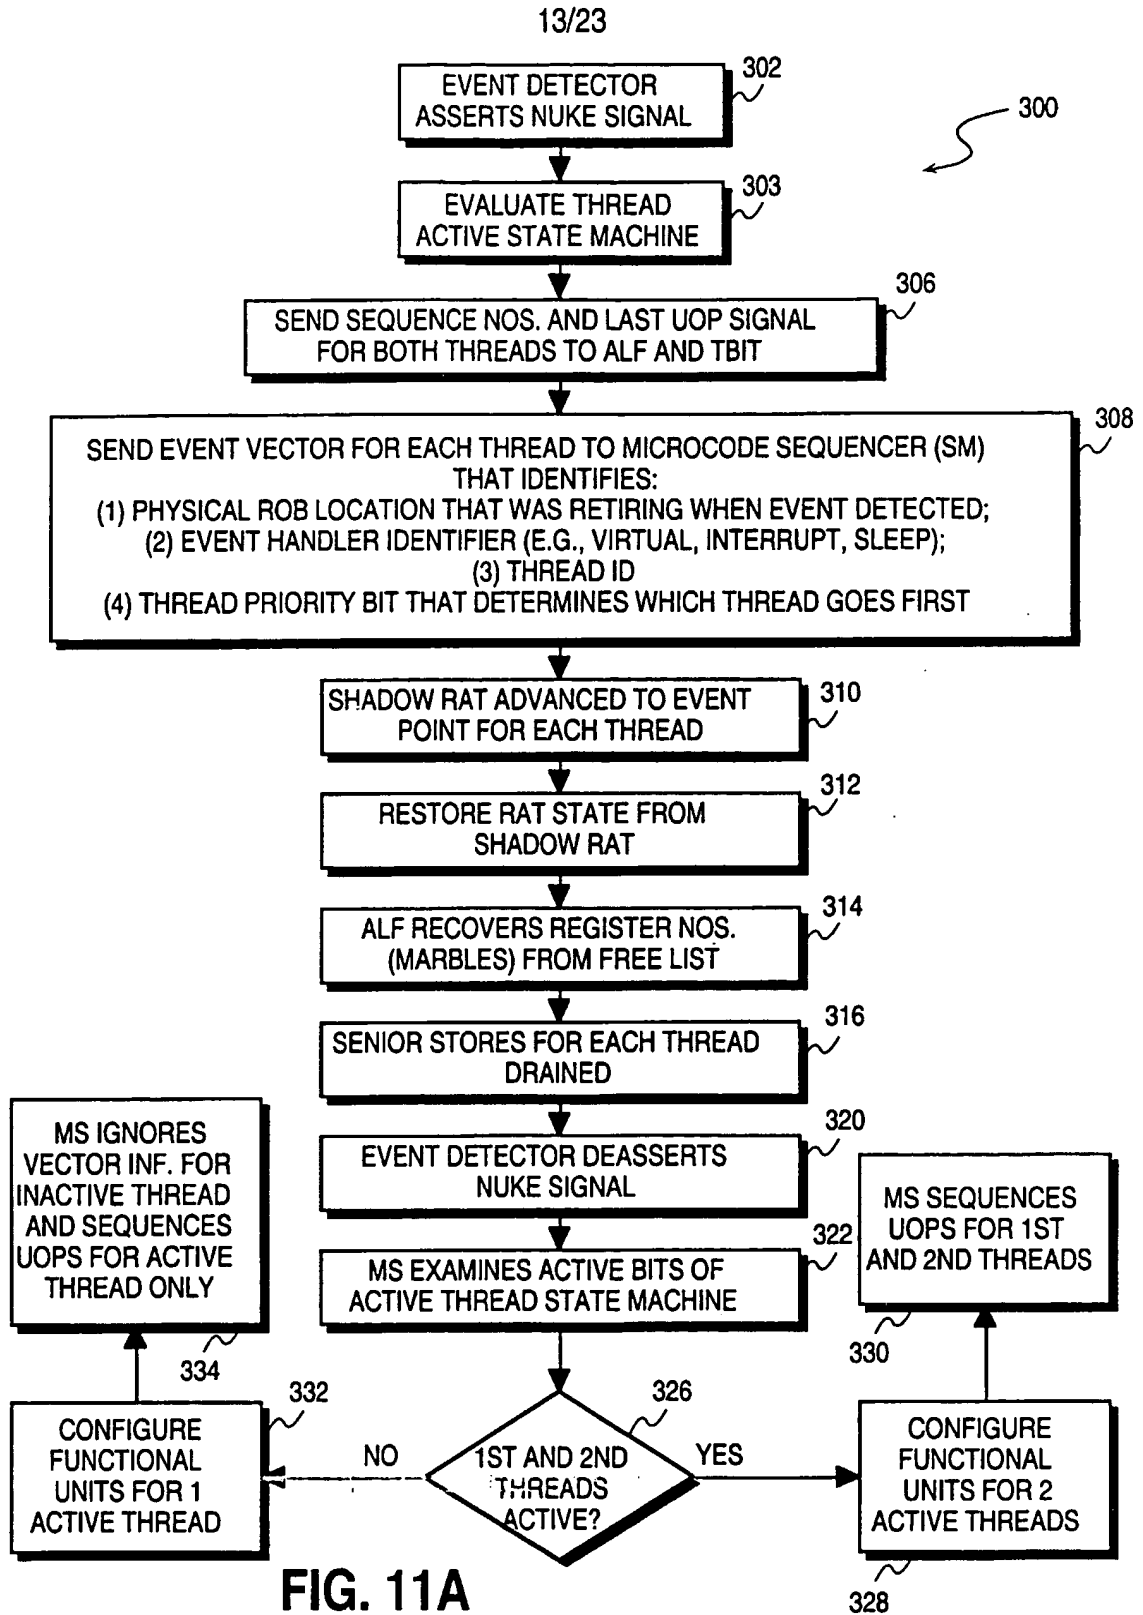 13/23
EVENT DETECTOR
ASSERTS NUKE SIGNAL
302
300
EVALUATE THREAD
ACTIVE STATE MACHINE
303
SEND SEQUENCE NOS. AND LAST UOP SIGNAL
FOR BOTH THREADS TO ALF AND TBIT
306
SEND EVENT VECTOR FOR EACH THREAD TO MICROCODE SEQUENCER (SM)
THAT IDENTIFIES:
(1) PHYSICAL ROB LOCATION THAT WAS RETIRING WHEN EVENT DETECTED;
(2) EVENT HANDLER IDENTIFIER (E.G., VIRTUAL, INTERRUPT, SLEEP);
(3) THREAD ID
(4) THREAD PRIORITY BIT THAT DETERMINES WHICH THREAD GOES FIRST
308
SHADOW RAT ADVANCED TO EVENT
POINT FOR EACH THREAD
310
RESTORE RAT STATE FROM
SHADOW RAT
312
ALF RECOVERS REGISTER NOS.
(MARBLES) FROM FREE LIST
314
SENIOR STORES FOR EACH THREAD
DRAINED
316
EVENT DETECTOR DEASSERTS
NUKE SIGNAL
320
MS EXAMINES ACTIVE BITS OF
ACTIVE THREAD STATE MACHINE
322
MS IGNORES
VECTOR INF. FOR
INACTIVE THREAD
AND SEQUENCES
UOPS FOR ACTIVE
THREAD ONLY
334
MS SEQUENCES
UOPS FOR 1ST
AND 2ND THREADS
330
CONFIGURE
FUNCTIONAL
UNITS FOR 1
ACTIVE THREAD
332
NO
1ST AND 2ND
THREADS
ACTIVE?
326
YES
CONFIGURE
FUNCTIONAL
UNITS FOR 2
ACTIVE THREADS
328
FIG. 11A